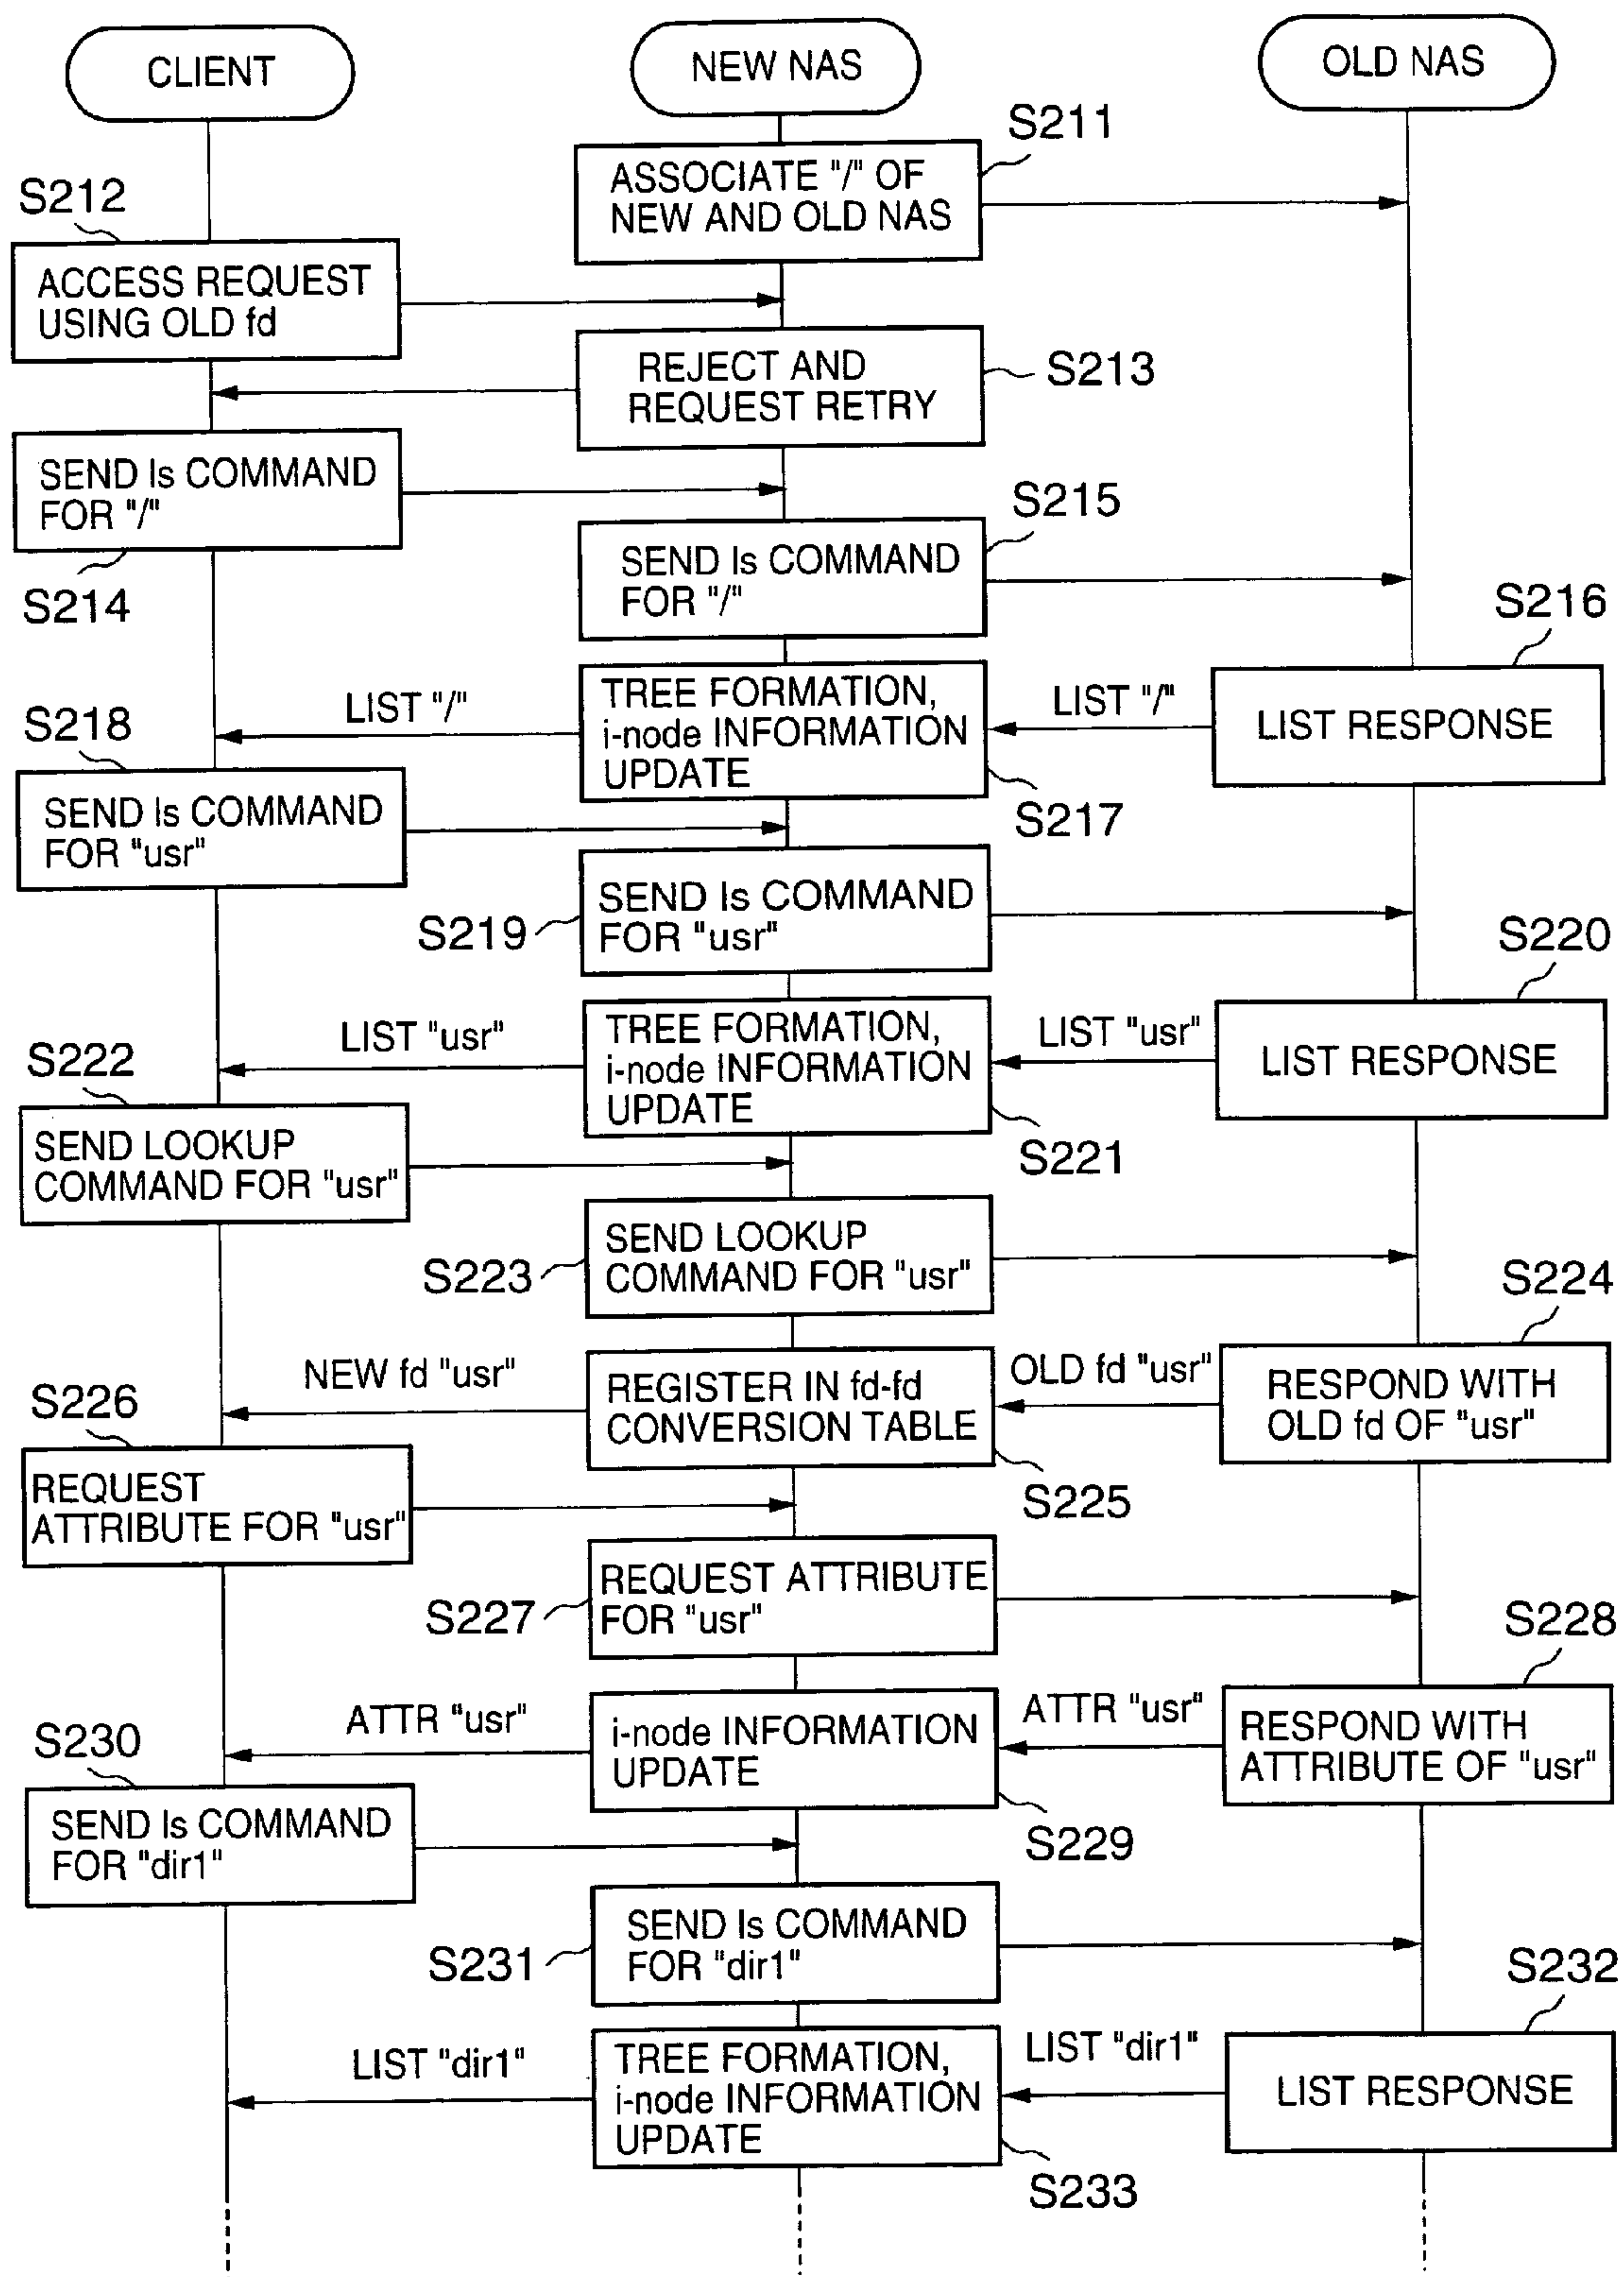 CLIENT
NEW NAS
OLD NAS
S211
ASSOCIATE "/" OF
NEW AND OLD NAS
S212
ACCESS REQUEST
USING OLD fd
REJECT AND
REQUEST RETRY
S213
SEND ls COMMAND
FOR "/"
S214
S215
SEND ls COMMAND
FOR "/"
S216
LIST RESPONSE
LIST "/"
TREE FORMATION,
i-node INFORMATION
UPDATE
LIST "/"
S217
S218
SEND ls COMMAND
FOR "usr"
S219
SEND ls COMMAND
FOR "usr"
S220
LIST RESPONSE
LIST "usr"
TREE FORMATION,
i-node INFORMATION
UPDATE
LIST "usr"
S221
S222
SEND LOOKUP
COMMAND FOR "usr"
S223
SEND LOOKUP
COMMAND FOR "usr"
S224
RESPOND WITH
OLD fd OF "usr"
OLD fd "usr"
REGISTER IN fd-fd
CONVERSION TABLE
NEW fd "usr"
S225
S226
REQUEST
ATTRIBUTE FOR "usr"
S227
REQUEST ATTRIBUTE
FOR "usr"
S228
RESPOND WITH
ATTRIBUTE OF "usr"
ATTR "usr"
i-node INFORMATION
UPDATE
ATTR "usr"
S229
S230
SEND ls COMMAND
FOR "dir1"
S231
SEND ls COMMAND
FOR "dir1"
S232
LIST RESPONSE
LIST "dir1"
TREE FORMATION,
i-node INFORMATION
UPDATE
LIST "dir1"
S233